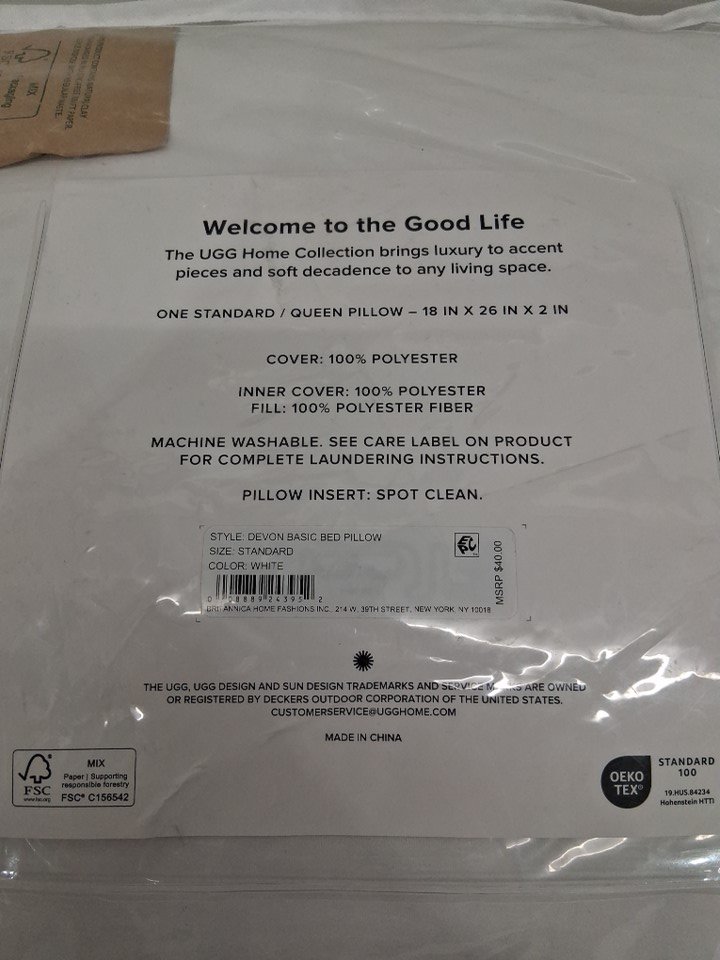 MIX
Welcome to the Good Life
The UGG Home Collection brings luxury to accent
pieces and soft decadence to any living space.
ONE STANDARD / QUEEN PILLOW – 18 IN X 26 IN X 2 IN
COVER: 100% POLYESTER
INNER COVER: 100% POLYESTER
FILL: 100% POLYESTER FIBER
MACHINE WASHABLE. SEE CARE LABEL ON PRODUCT
FOR COMPLETE LAUNDERING INSTRUCTIONS.
PILLOW INSERT: SPOT CLEAN.
STYLE: DEVON BASIC BED PILLOW
SIZE: STANDARD
COLOR: WHITE
MSRP $40.00
BRITANNICA HOME FASHIONS INC., 214 W. 39TH STREET, NEW YORK NY 10018
THE UGG, UGG DESIGN AND SUN DESIGN TRADEMARKS AND SERVICE MARKS ARE OWNED
OR REGISTERED BY DECKERS OUTDOOR CORPORATION OF THE UNITED STATES.
CUSTOMERSERVICE@UGGHOME.COM
MADE IN CHINA
FSC
www.fsc.org
MIX
Paper | Supporting
responsible forestry
FSC® C156542
OEKO
TEX®
STANDARD
100
19.HUS.84234
Hohenstein HTTI